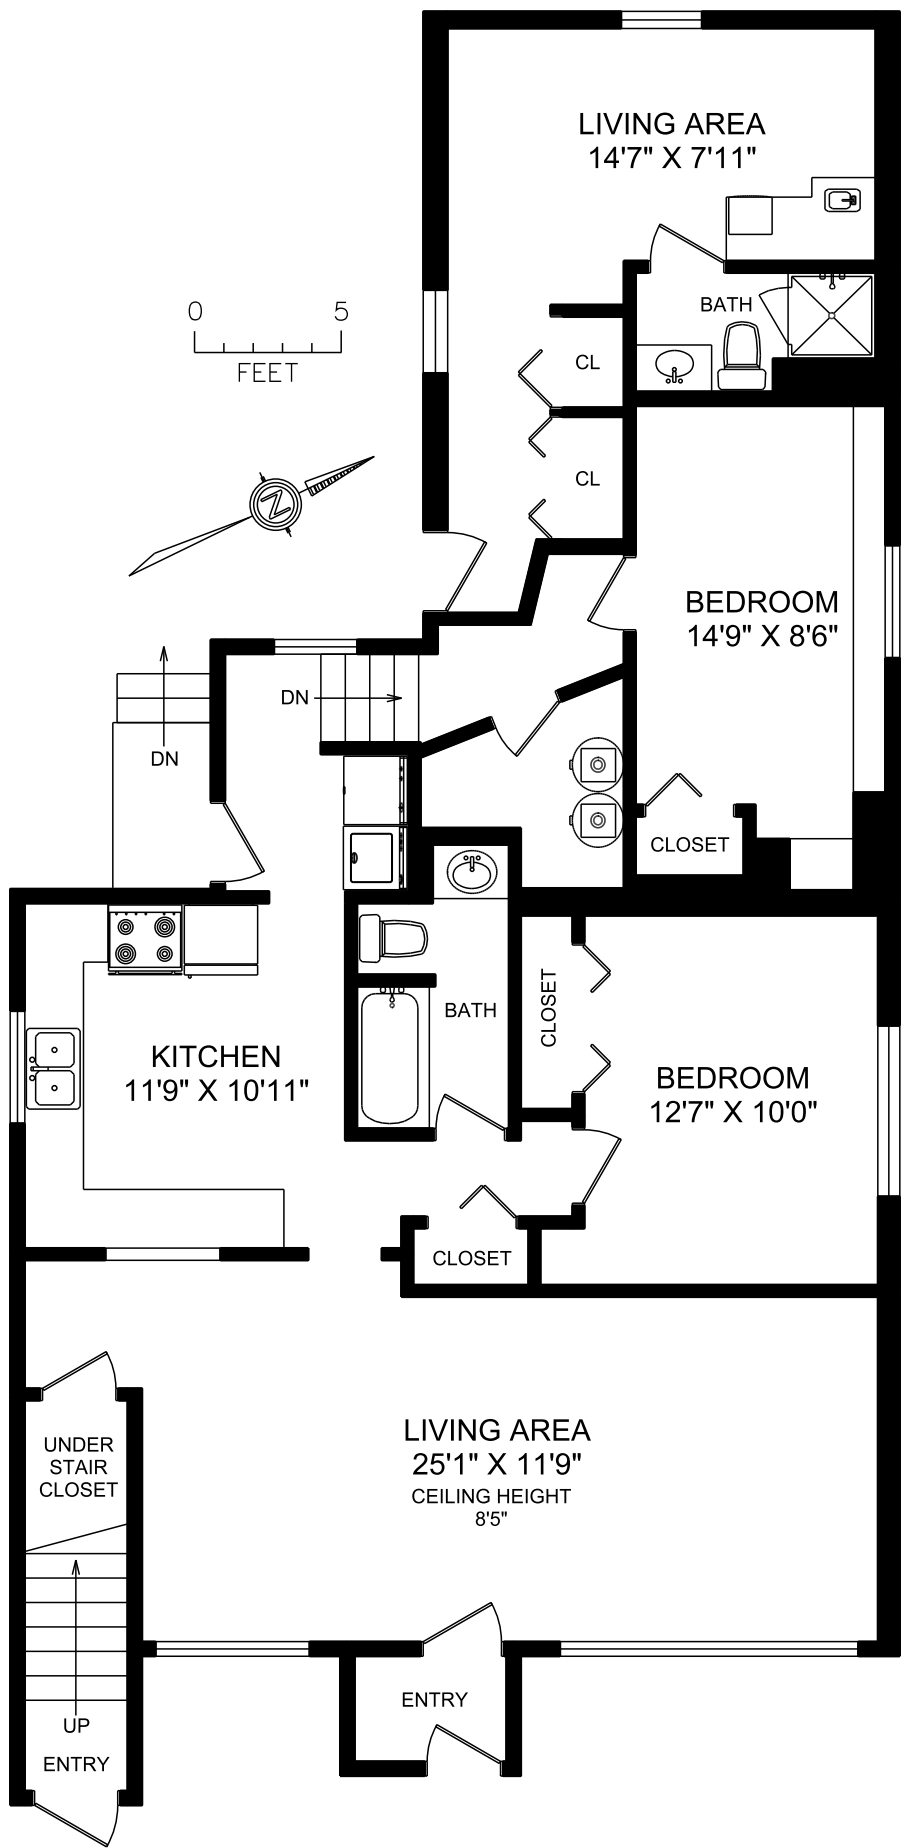 LIVING AREA
14'7" X 7'11"
BATH
0 5
FEET
CL
CL
N
BEDROOM
14'9" X 8'6"
DN
DN
CLOSET
CLOSET
BATH
KITCHEN
11'9" X 10'11"
BEDROOM
12'7" X 10'0"
CLOSET
LIVING AREA
25'1" X 11'9"
CEILING HEIGHT
8'5"
UNDER
STAIR
CLOSET
UP
ENTRY
ENTRY